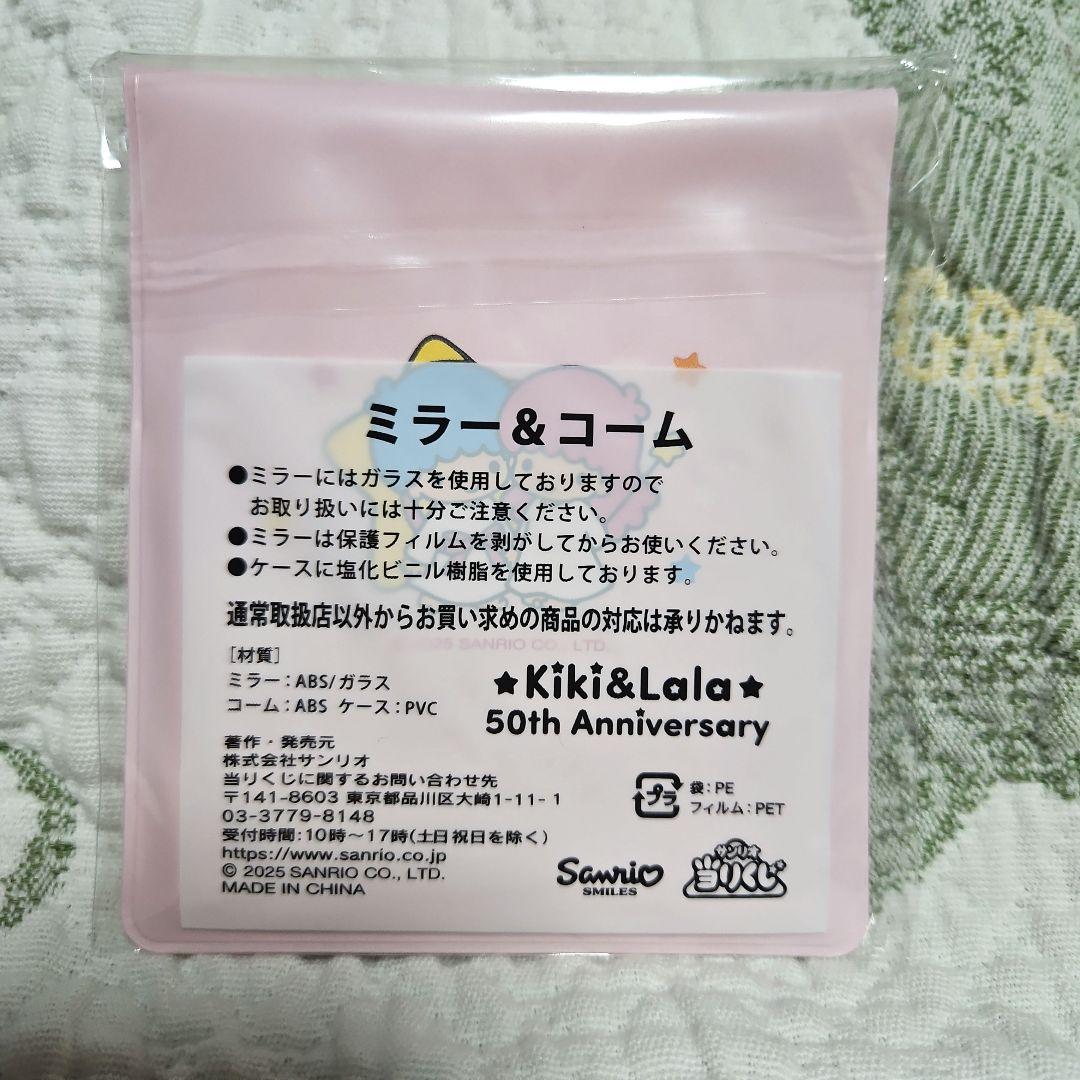 ミラー&コーム
●ミラーにはガラスを使用しておりますので
お取り扱いには十分ご注意ください。
●ミラーは保護フィルムを剥がしてからお使いください。
●ケースに塩化ビニル樹脂を使用しております。
通常取扱店以外からお買い求めの商品の対応は承りかねます。
© 2025 SANRIO CO., LTD.
[材質]
ミラー:ABS/ガラス
コーム:ABS ケース:PVC
★Kiki&Lala★
50th Anniversary
著作・発売元
株式会社サンリオ
当りくじに関するお問い合わせ先
〒141-8603 東京都品川区大崎1-11-1
03-3779-8148
受付時間:10時～17時(土日祝日を除く)
https://www.sanrio.co.jp
© 2025 SANRIO CO., LTD.
MADE IN CHINA
プラ
袋:PE
フィルム:PET
Sanrio
SMILES
サンリオ
当りくじ